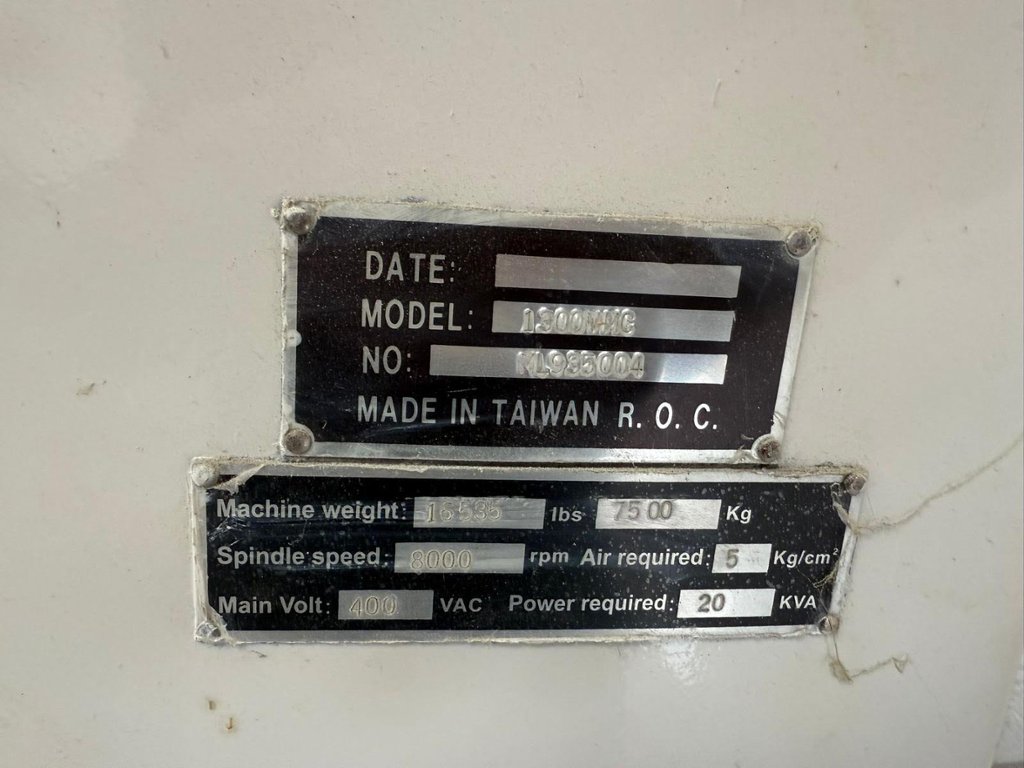 DATE:
MODEL:
NO:
MADE IN TAIWAN R. O. C.
Machine weight: 16535 lbs 7500 Kg
Spindle speed: 8000 rpm Air required: 5 Kg/cm²
Main Volt: 400 VAC Power required: 20 KVA